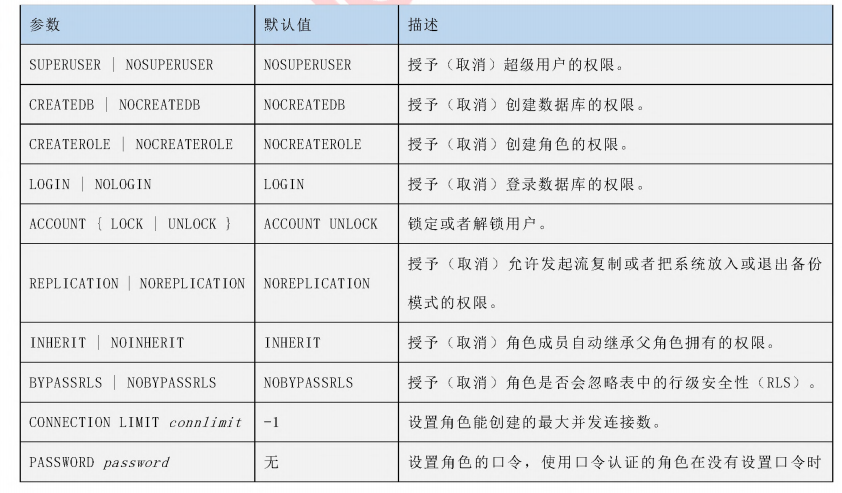 参数 默认值 描述
SUPERUSER | NOSUPERUSER NOSUPERUSER 授予（取消）超级用户的权限。
CREATEDB | NOCREATEDB NOCREATEDB 授予（取消）创建数据库的权限。
CREATEROLE | NOCREATEROLE NOCREATEROLE 授予（取消）创建角色的权限。
LOGIN | NOLOGIN LOGIN 授予（取消）登录数据库的权限。
ACCOUNT { LOCK | UNLOCK } ACCOUNT UNLOCK 锁定或者解锁用户。
REPLICATION | NOREPLICATION NOREPLICATION 授予（取消）允许发起流复制或者把系统放入或退出备份
模式的权限。
INHERIT | NOINHERIT INHERIT 授予（取消）角色成员自动继承父角色拥有的权限。
BYPASSRLS | NOBYPASSRLS NOBYPASSRLS 授予（取消）角色是否会忽略表中的行级安全性（RLS）。
CONNECTION LIMIT connlimit -1 设置角色能创建的最大并发连接数。
PASSWORD password 无 设置角色的口令，使用口令认证的角色在没有设置口令时